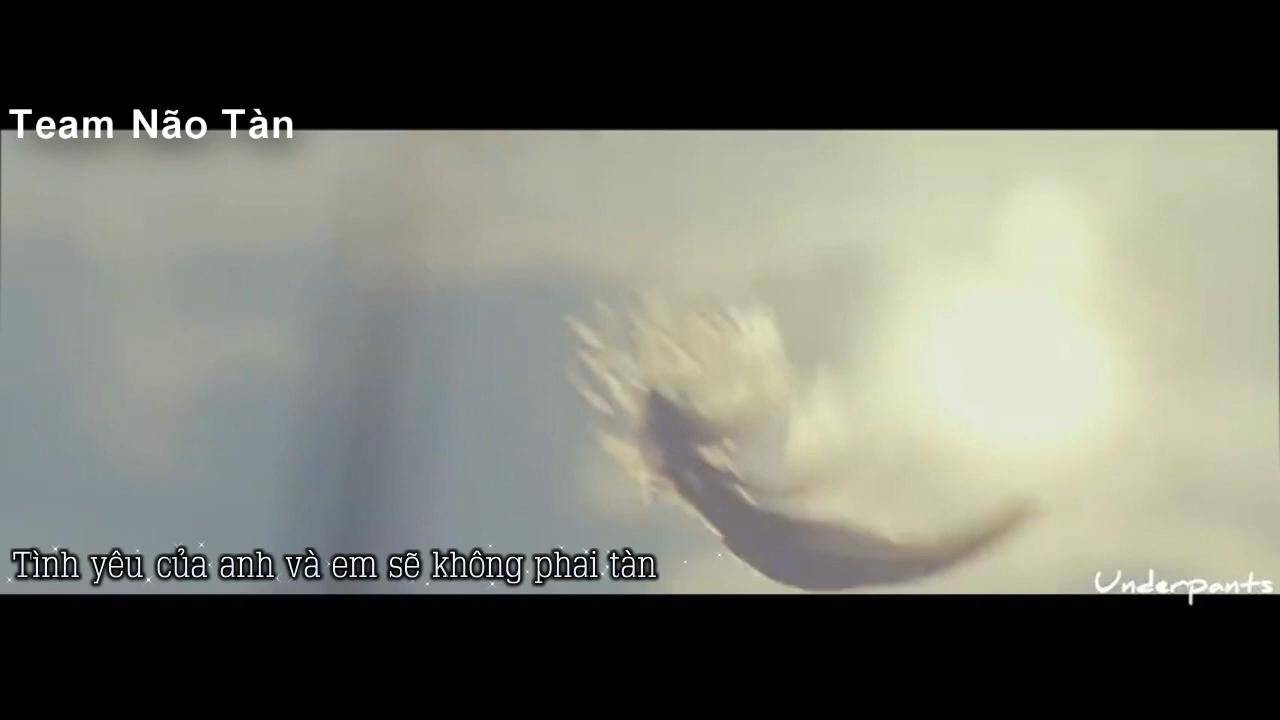 Team Não Tàn
Tình yêu của anh và em sẽ không phai tàn
Underpants